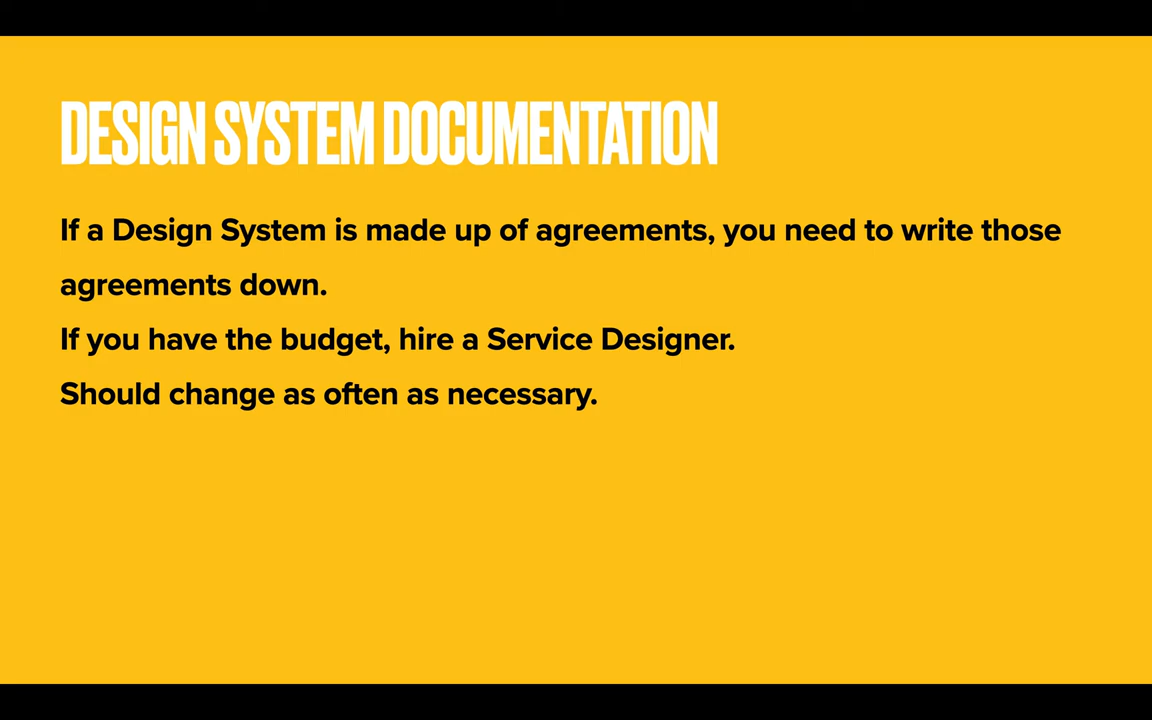 DESIGN SYSTEM DOCUMENTATION
If a Design System is made up of agreements, you need to write those
agreements down.
If you have the budget, hire a Service Designer.
Should change as often as necessary.